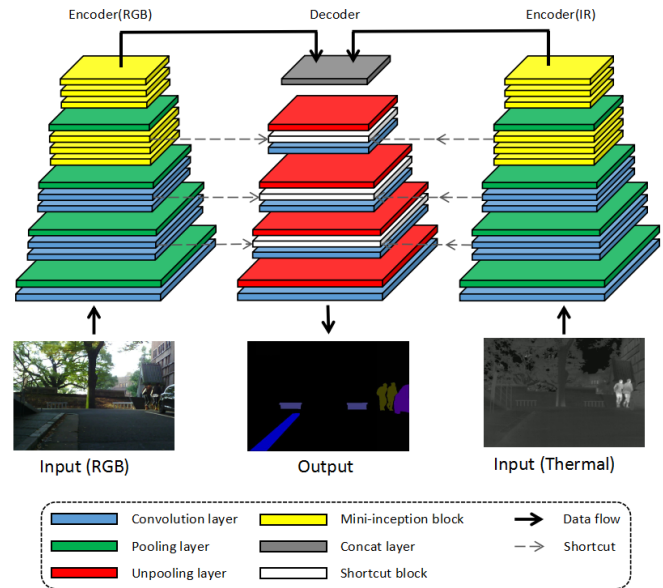 Encoder(RGB) Decoder Encoder(IR)
Input (RGB) Output Input (Thermal)
Convolution layer Mini-inception block Data flow
Pooling layer Concat layer Shortcut
Unpooling layer Shortcut block